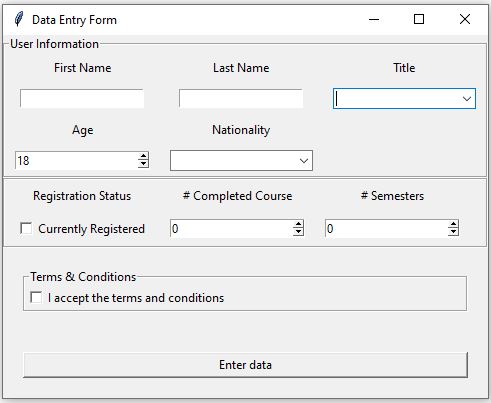 Data Entry Form
User Information
First Name Last Name Title
Age Nationality
18
Registration Status # Completed Course # Semesters
Currently Registered 0 0
Terms & Conditions
I accept the terms and conditions
Enter data